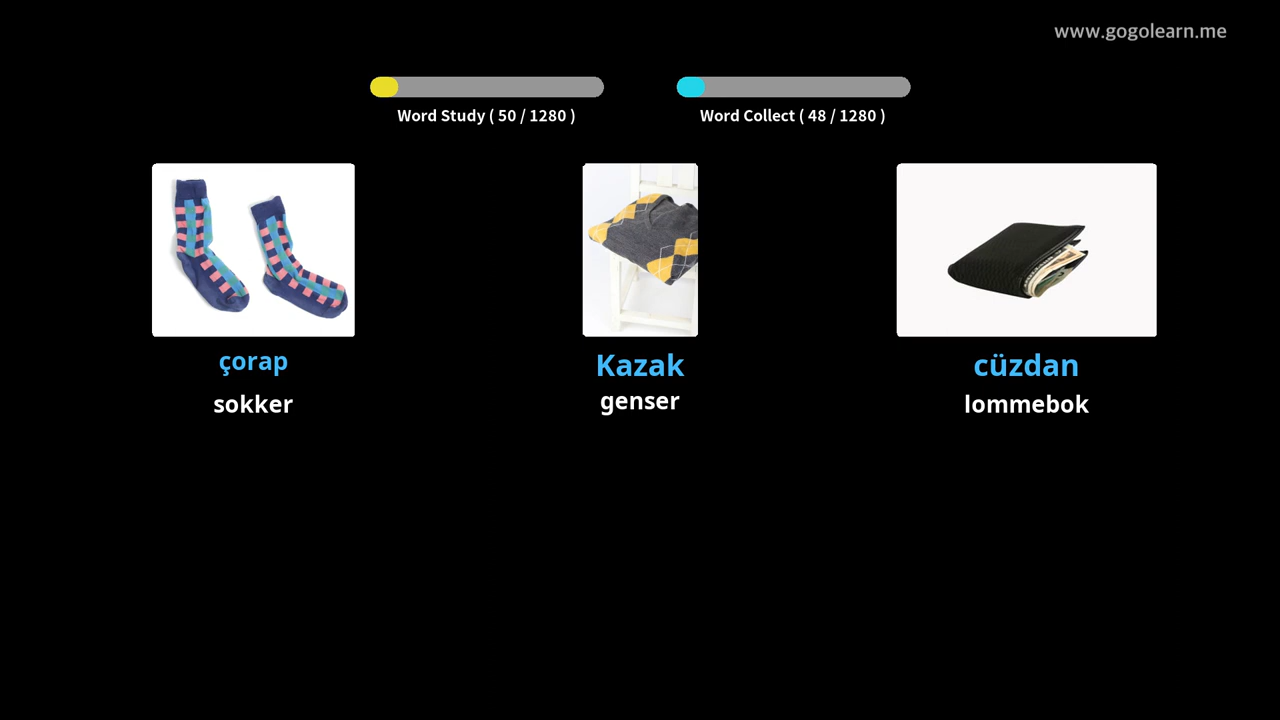 www.gogolearn.me
Word Study ( 50 / 1280 )
Word Collect ( 48 / 1280 )
çorap
sokker
Kazak
genser
cüzdan
lommebok